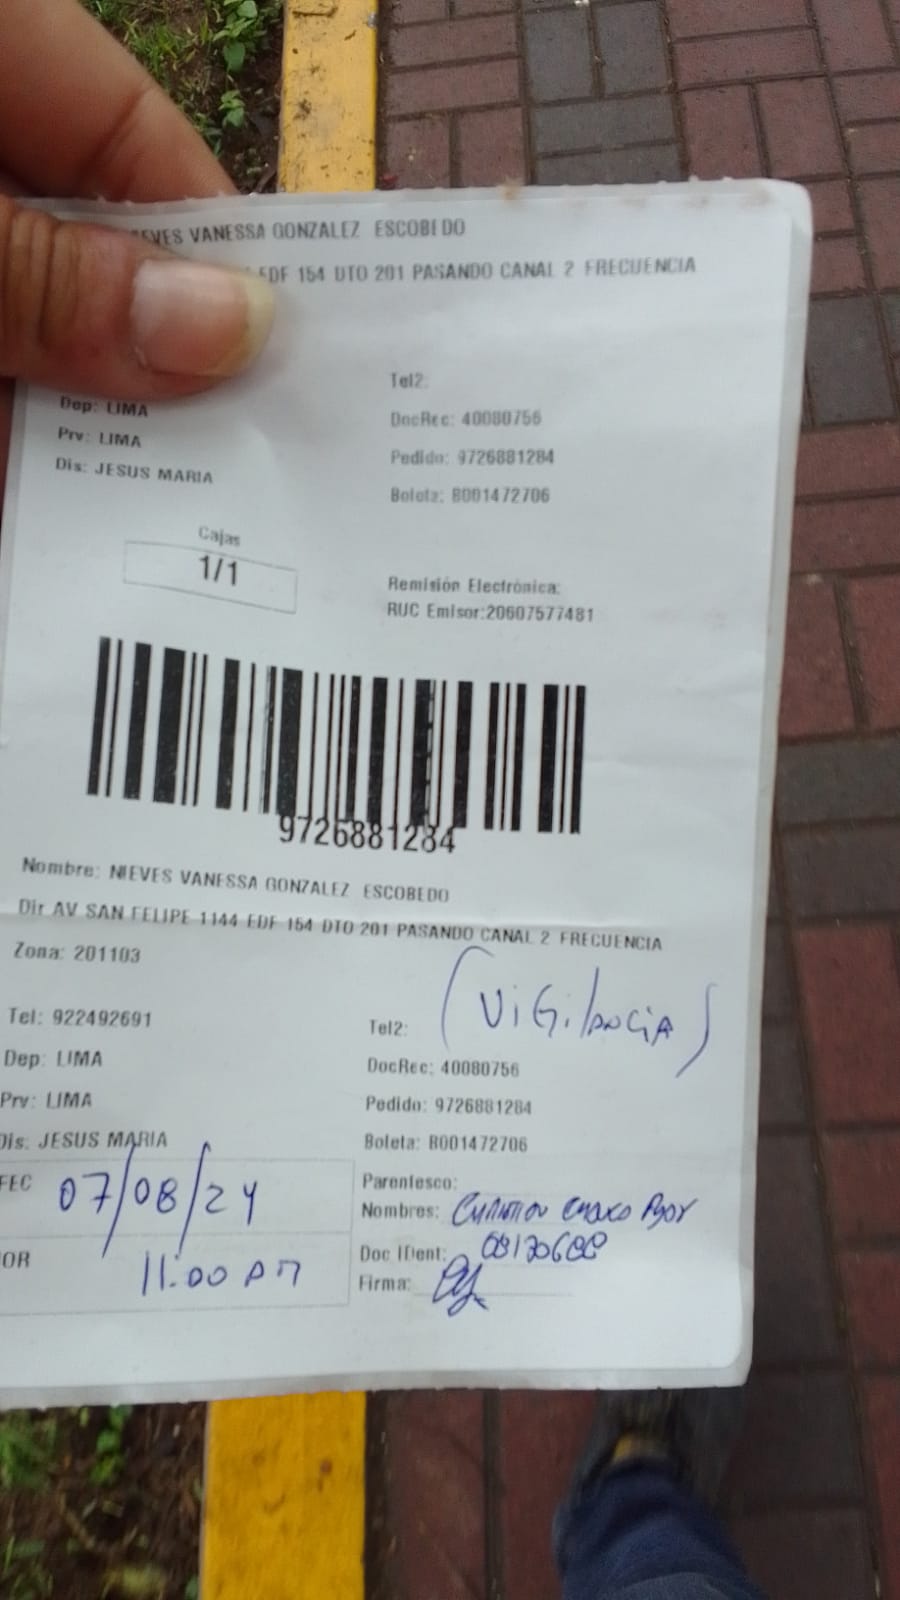 NIEVES VANESSA GONZALEZ ESCOBEDO
EDF 154 DTO 201 PASANDO CANAL 2 FRECUENCIA
Tel2:
Dep: LIMA
DocRec: 40080756
Prv: LIMA
Pedido: 9726881284
Dis: JESUS MARIA
Boleta: B001472706
Cajas
1/1
Remisión Electrónica:
RUC Emisor:20607577481
9726881284
Nombre: NIEVES VANESSA GONZALEZ ESCOBEDO
Dir AV SAN FELIPE 1144 EDF 154 DTO 201 PASANDO CANAL 2 FRECUENCIA
Zona: 201103
(ViGilanciA)
Tel: 922492691
Tel2:
Dep: LIMA
DocRec: 40080756
Prv: LIMA
Pedido: 9726881284
Dis: JESUS MARIA
Boleta: B001472706
FEC 07/08/24
Parentesco:
Nombres:
HOR 11:00 AM
Doc IDent:
Firma: